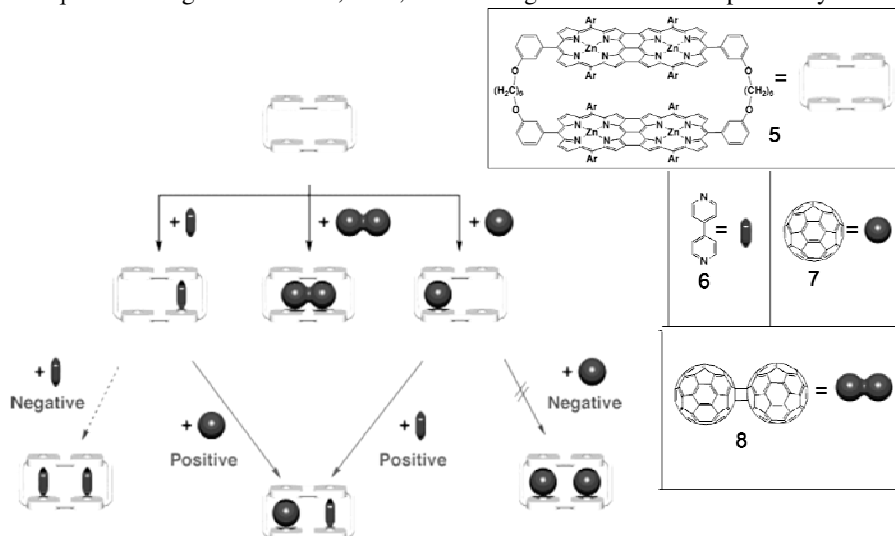 Ar Ar
N N N N
Zn Zn
N N N N
O Ar Ar O
(H₂C)₆ (CH₂)₆ =
O Ar Ar O
N N N N
Zn Zn
N N N N
Ar Ar 5
+ + +
N
= =
N
6 7
+
Negative
+
Positive
+
Positive
+
Negative
=
8